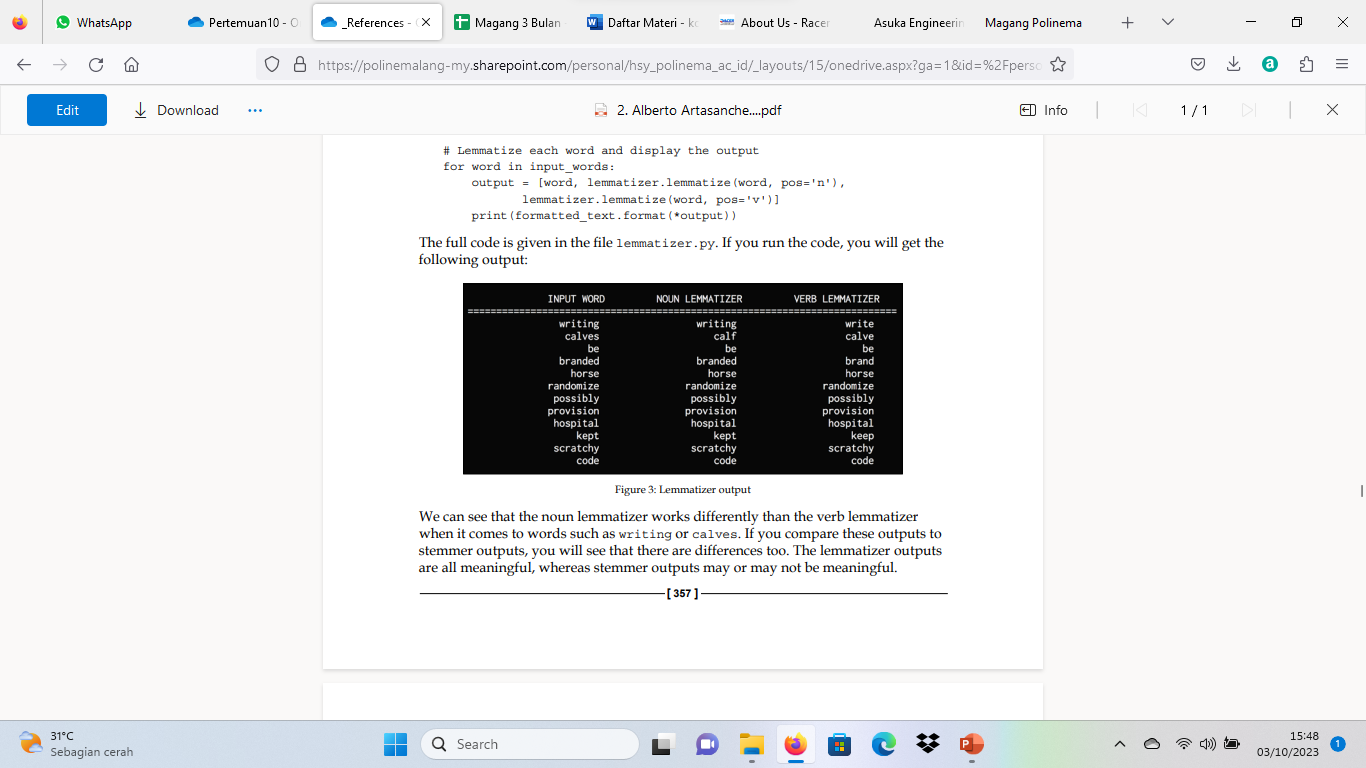 WhatsApp
Pertemuan10 - O
_References -
Magang 3 Bulan
Daftar Materi - ko
About Us - Racer
Asuka Engineerin
Magang Polinema
https://polinemalang-my.sharepoint.com/personal/hsy_polinema_ac_id/_layouts/15/onedrive.aspx?ga=1&id=%2Fperso
Edit
Download
2. Alberto Artasanche....pdf
Info
1 / 1
# Lemmatize each word and display the output
for word in input_words:
output = [word, lemmatizer.lemmatize(word, pos='n'),
lemmatizer.lemmatize(word, pos='v')]
print(formatted_text.format(*output))
The full code is given in the file lemmatizer.py. If you run the code, you will get the
following output:
INPUT WORD NOUN LEMMATIZER VERB LEMMATIZER
===========================================================================
writing writing write
calves calf calve
be be be
branded branded brand
horse horse horse
randomize randomize randomize
possibly possibly possibly
provision provision provision
hospital hospital hospital
kept kept keep
scratchy scratchy scratchy
code code code
Figure 3: Lemmatizer output
We can see that the noun lemmatizer works differently than the verb lemmatizer
when it comes to words such as writing or calves. If you compare these outputs to
stemmer outputs, you will see that there are differences too. The lemmatizer outputs
are all meaningful, whereas stemmer outputs may or may not be meaningful.
[ 357 ]
31°C
Sebagian cerah
Search
15:48
03/10/2023
1